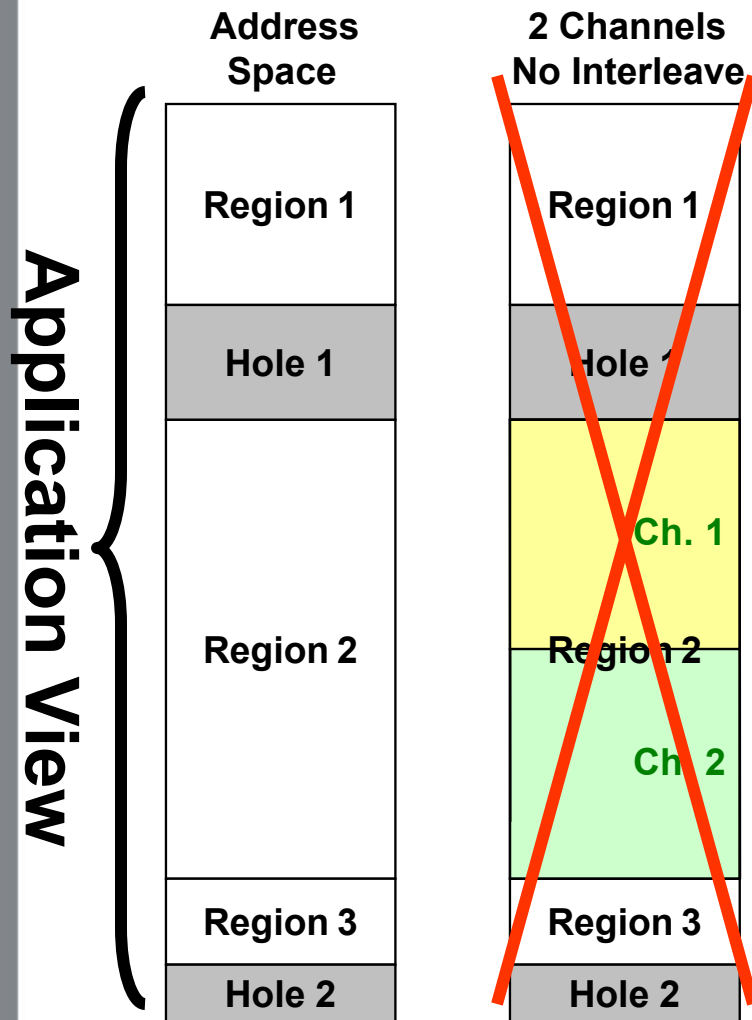 Application View
Address
Space
Region 1
Hole 1
Region 2
Region 3
Hole 2
2 Channels
No Interleave
Region 1
Hole 1
Ch. 1
Region 2
Ch. 2
Region 3
Hole 2